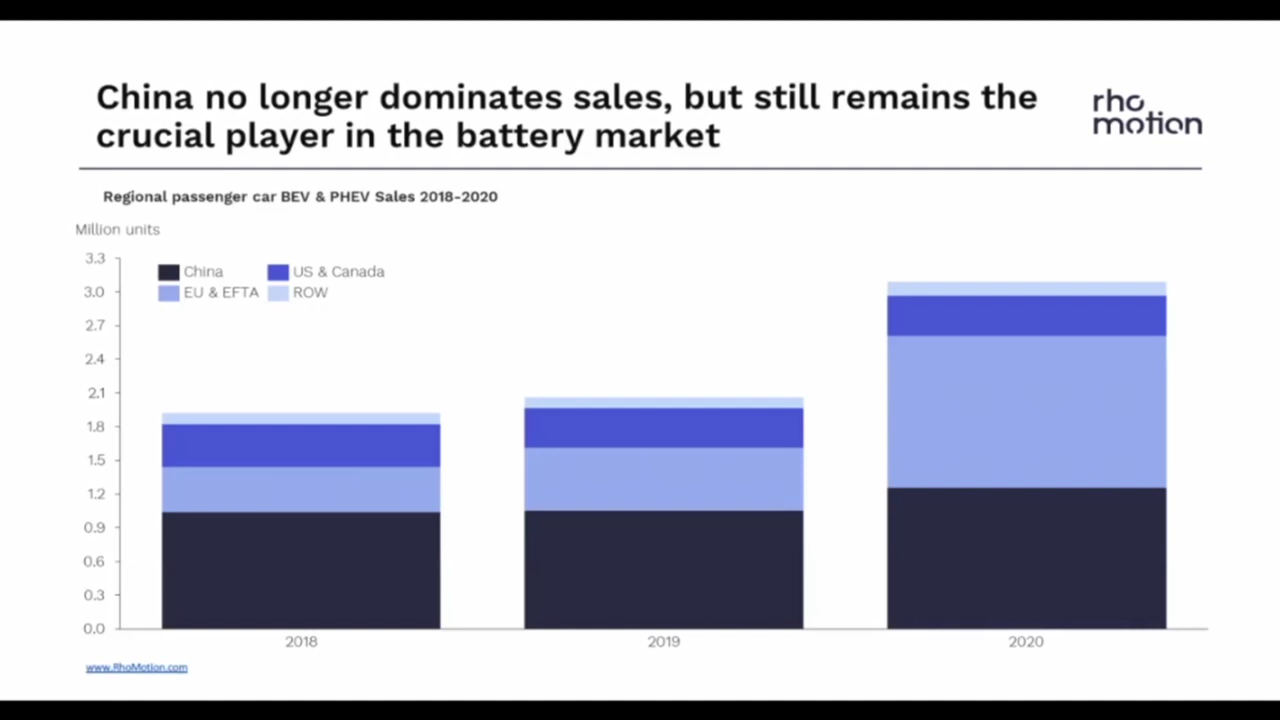 China no longer dominates sales, but still remains the
crucial player in the battery market
rho
motion
Regional passenger car BEV & PHEV Sales 2018-2020
Million units
3.3
China
US & Canada
EU & EFTA
ROW
3.0
2.7
2.4
2.1
1.8
1.5
1.2
0.9
0.6
0.3
0.0
2018
2019
2020
www.RhoMotion.com